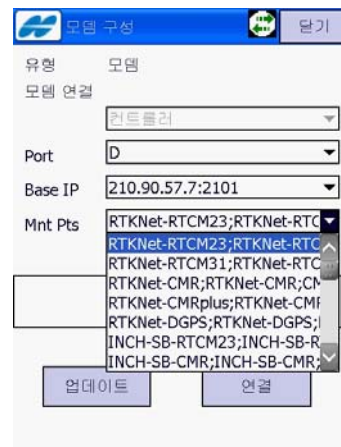 모뎀 구성
닫기
유형 모뎀
모뎀 연결
컨트롤러
Port D
Base IP 210.90.57.7:2101
Mnt Pts RTKNet-RTCM23;RTKNet-RTC
RTKNet-RTCM23;RTKNet-RTC
RTKNet-RTCM31;RTKNet-RTC
RTKNet-CMR;RTKNet-CMR;CM
RTKNet-CMRplus;RTKNet-CMR
RTKNet-DGPS;RTKNet-DGPS;
INCH-SB-RTCM23;INCH-SB-R
INCH-SB-CMR;INCH-SB-CMR;
업데이트 연결